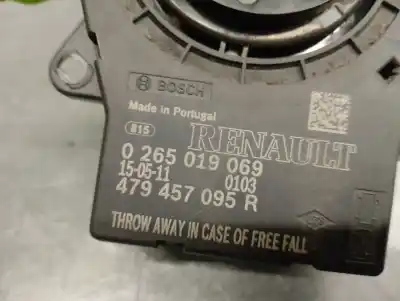 BOSCH
Made in Portugal
815
RENAULT
0 265 019 069
15-05-11 0103
479 457 095 R
THROW AWAY IN CASE OF FREE FALL